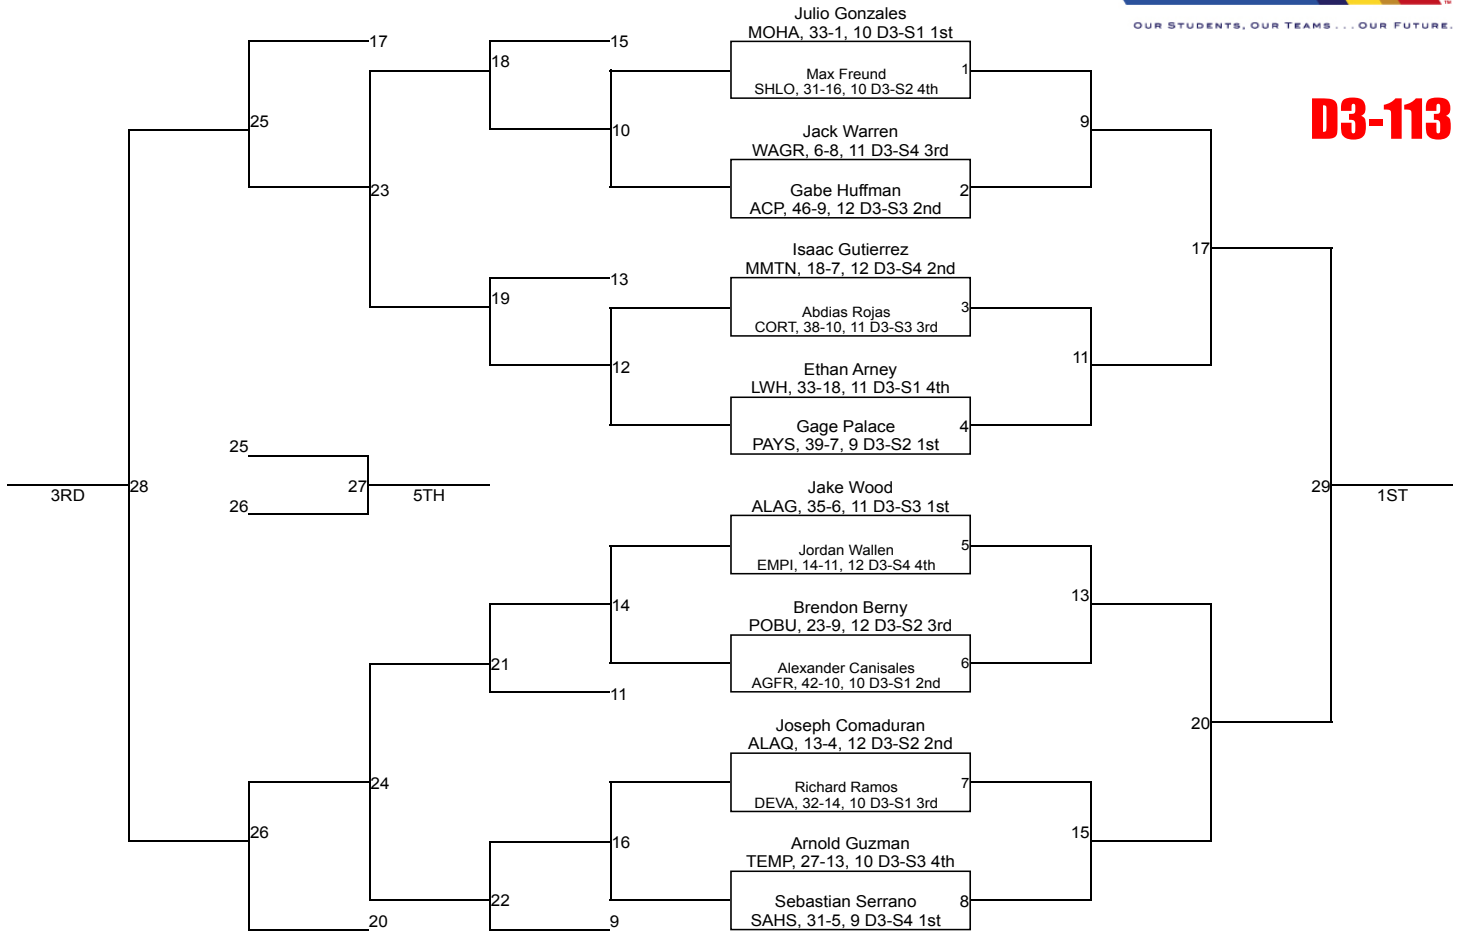 OUR STUDENTS, OUR TEAMS . . . OUR FUTURE.
D3-113
Julio Gonzales
MOHA, 33-1, 10 D3-S1 1st
17
15
18
Max Freund
1
SHLO, 31-16, 10 D3-S2 4th
25
10
Jack Warren
WAGR, 6-8, 11 D3-S4 3rd
9
23
Gabe Huffman
2
ACP, 46-9, 12 D3-S3 2nd
Isaac Gutierrez
MMTN, 18-7, 12 D3-S4 2nd
17
13
19
Abdias Rojas
3
CORT, 38-10, 11 D3-S3 3rd
12
Ethan Arney
LWH, 33-18, 11 D3-S1 4th
11
Gage Palace
4
PAYS, 39-7, 9 D3-S2 1st
25
28
3RD
27
5TH
26
Jake Wood
ALAG, 35-6, 11 D3-S3 1st
29
1ST
Jordan Wallen
5
EMPI, 14-11, 12 D3-S4 4th
14
Brendon Berny
POBU, 23-9, 12 D3-S2 3rd
13
21
Alexander Canisales
6
AGFR, 42-10, 10 D3-S1 2nd
11
Joseph Comaduran
ALAQ, 13-4, 12 D3-S2 2nd
20
24
Richard Ramos
7
DEVA, 32-14, 10 D3-S1 3rd
26
16
Arnold Guzman
TEMP, 27-13, 10 D3-S3 4th
15
22
Sebastian Serrano
8
SAHS, 31-5, 9 D3-S4 1st
20
9